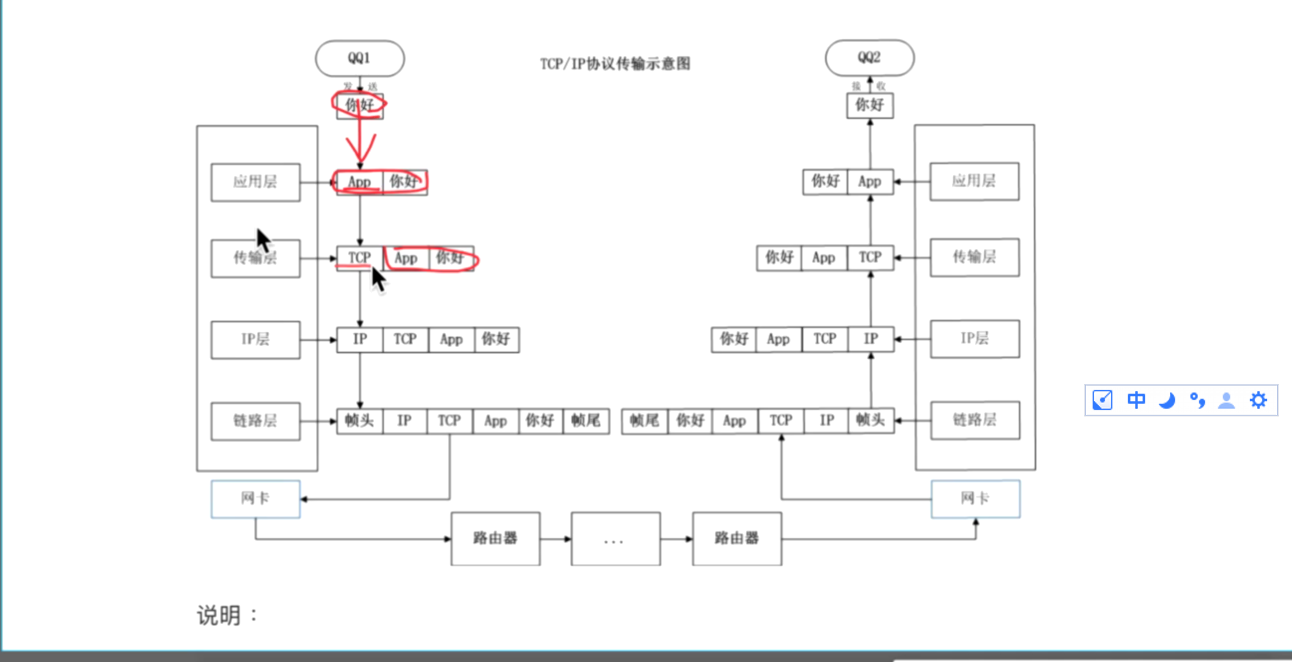 QQ1
TCP/IP协议传输示意图
QQ2
发 送
接 收
你好
你好
应用层
App 你好
你好 App
应用层
传输层
TCP App 你好
你好 App TCP
传输层
IP层
IP TCP App 你好
你好 App TCP IP
IP层
中
链路层
帧头 IP TCP App 你好 帧尾
帧尾 你好 App TCP IP 帧头
链路层
网卡
网卡
路由器
...
路由器
说明：